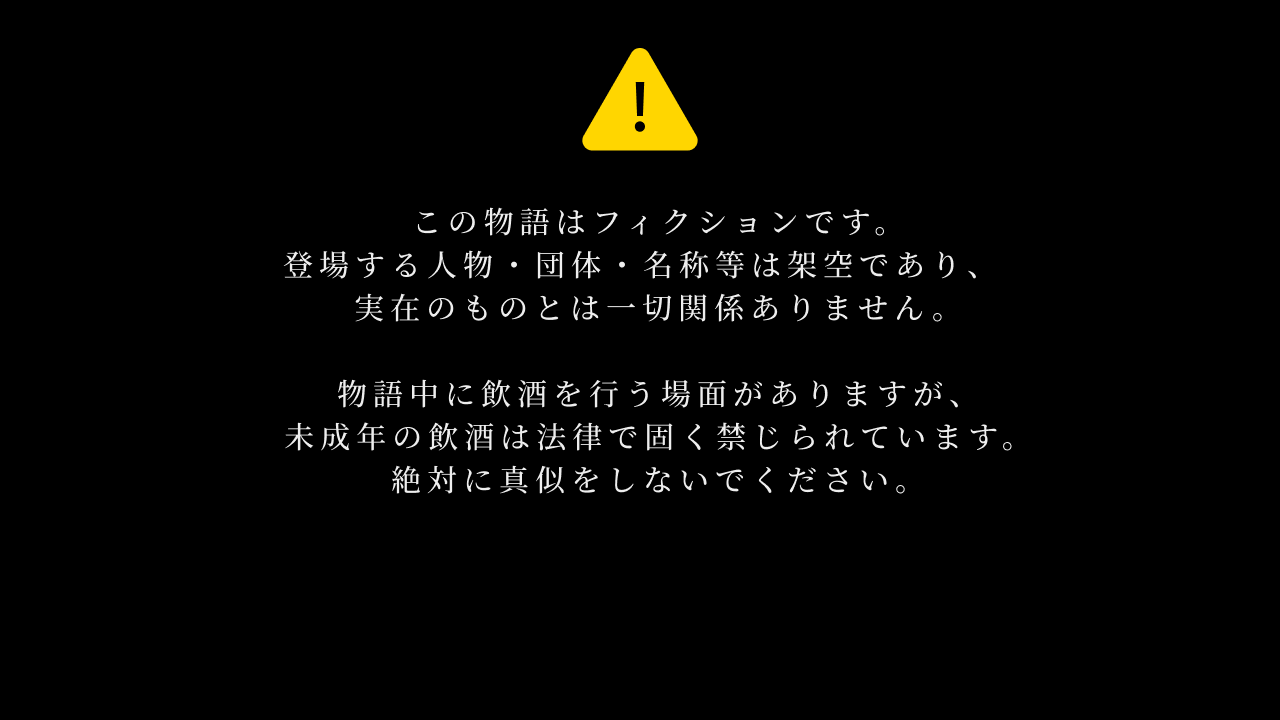 この物語はフィクションです。
登場する人物・団体・名称等は架空であり、
実在のものとは一切関係ありません。
物語中に飲酒を行う場面がありますが、
未成年の飲酒は法律で固く禁じられています。
絶対に真似をしないでください。